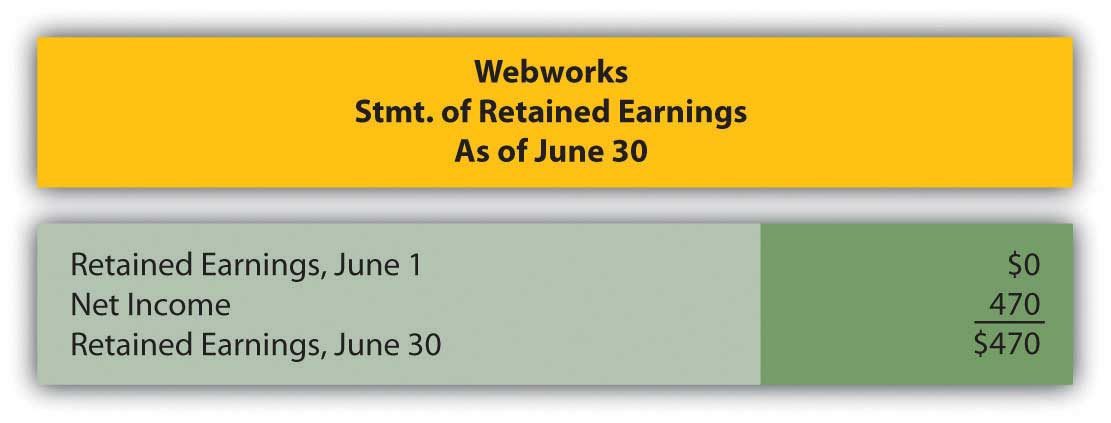 Webworks
Stmt. of Retained Earnings
As of June 30
Retained Earnings, June 1 $0
Net Income 470
Retained Earnings, June 30 $470